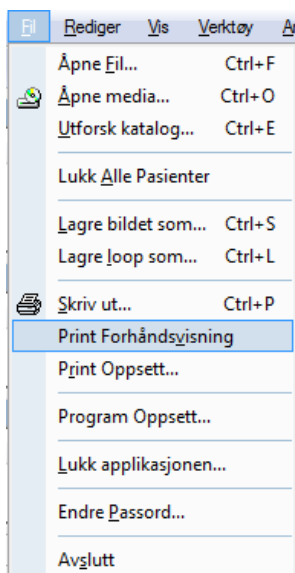 Fil Rediger Vis Verktøy
Åpne Fil... Ctrl+F
Åpne media... Ctrl+O
Utforsk katalog... Ctrl+E
Lukk Alle Pasienter
Lagre bildet som... Ctrl+S
Lagre loop som... Ctrl+L
Skriv ut... Ctrl+P
Print Forhåndsvisning
Print Oppsett...
Program Oppsett...
Lukk applikasjonen...
Endre Passord...
Avslutt